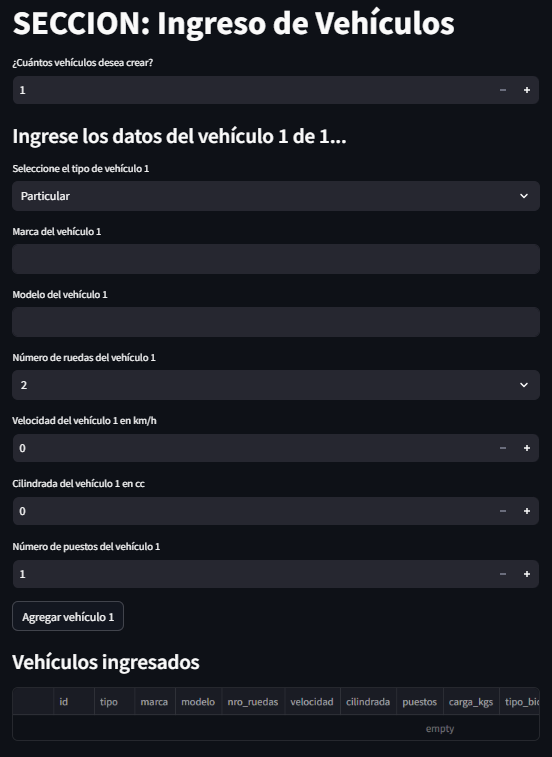 SECCION: Ingreso de Vehículos
¿Cuántos vehículos desea crear?
1
Ingrese los datos del vehículo 1 de 1...
Seleccione el tipo de vehículo 1
Particular
Marca del vehículo 1
Modelo del vehículo 1
Número de ruedas del vehículo 1
2
Velocidad del vehículo 1 en km/h
0
Cilindrada del vehículo 1 en cc
0
Número de puestos del vehículo 1
1
Agregar vehículo 1
Vehículos ingresados
id tipo marca modelo nro_ruedas velocidad cilindrada puestos carga_kgs
empty